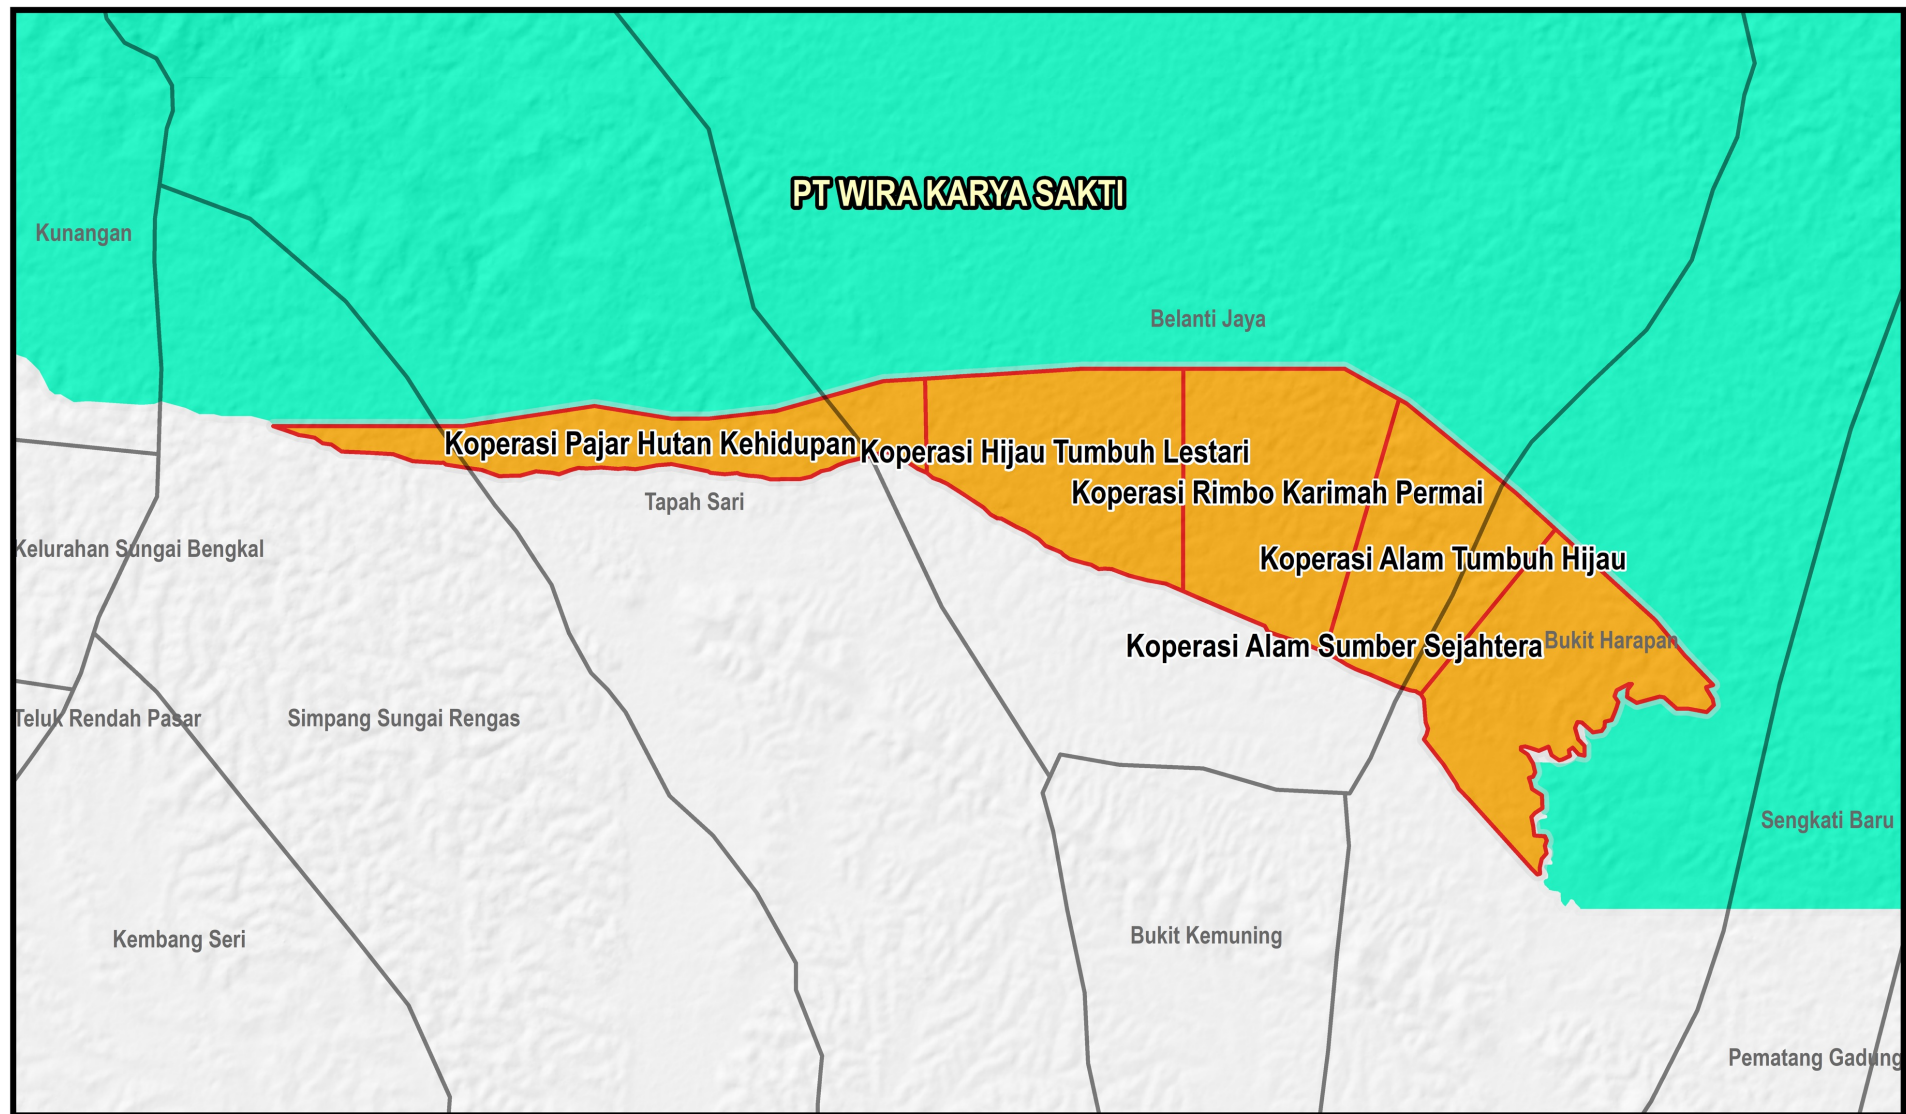 PT WIRA KARYA SAKTI
Kunangan
Belanti Jaya
Koperasi Pajar Hutan Kehidupan
Koperasi Hijau Tumbuh Lestari
Koperasi Rimbo Karimah Permai
Tapah Sari
Kelurahan Sungai Bengkal
Koperasi Alam Tumbuh Hijau
Koperasi Alam Sumber Sejahtera
Bukit Harapan
Teluk Rendah Pasar
Simpang Sungai Rengas
Sengkati Baru
Kembang Seri
Bukit Kemuning
Pematang Gadung